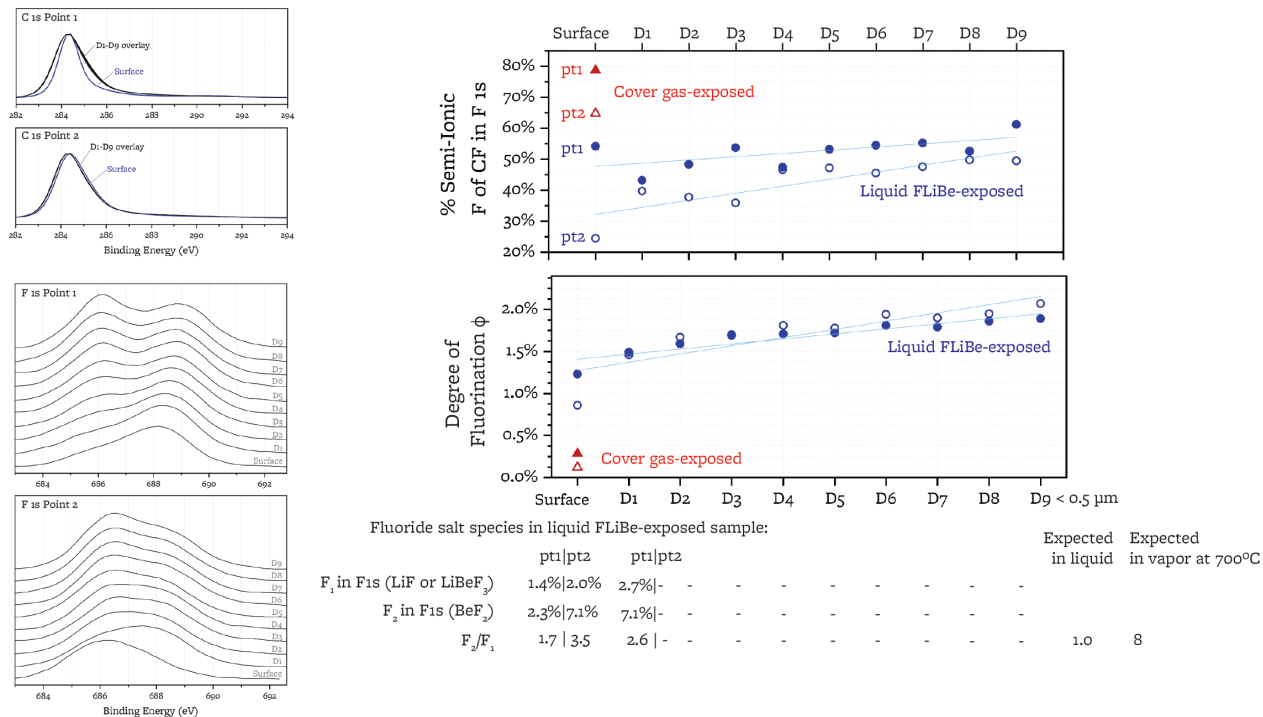 C 1s Point 1
D1-D9 overlay
Surface
282 284 286 288 290 292 294
C 1s Point 2
D1-D9 overlay
Surface
282 284 286 288 290 292 294
Binding Energy (eV)
F 1s Point 1
D9
D8
D7
D6
D5
D4
D3
D2
D1
Surface
684 686 688 690 692
F 1s Point 2
D9
D8
D7
D6
D5
D4
D3
D2
D1
Surface
684 686 688 690 692
Binding Energy (eV)
Surface D1 D2 D3 D4 D5 D6 D7 D8 D9
% Semi-Ionic
F of CF in F 1s
80%
70%
60%
50%
40%
30%
20%
pt1
Cover gas-exposed
pt2
pt1
Liquid FLiBe-exposed
pt2
Degree of
Fluorination ϕ
2.0%
1.5%
1.0%
0.5%
0.0%
Liquid FLiBe-exposed
Cover gas-exposed
Surface D1 D2 D3 D4 D5 D6 D7 D8 D9 < 0.5 μm
Fluoride salt species in liquid FLiBe-exposed sample:
Expected in liquid
Expected in vapor at 700°C
pt1|pt2 pt1|pt2
F1 in F1s (LiF or LiBeF3) 1.4%|2.0% 2.7%|- - - - - - - - -
F2 in F1s (BeF2) 2.3%|7.1% 7.1%|- - - - - - - - -
F2/F1 1.7 | 3.5 2.6 | - - - - - - - - - 1.0 8